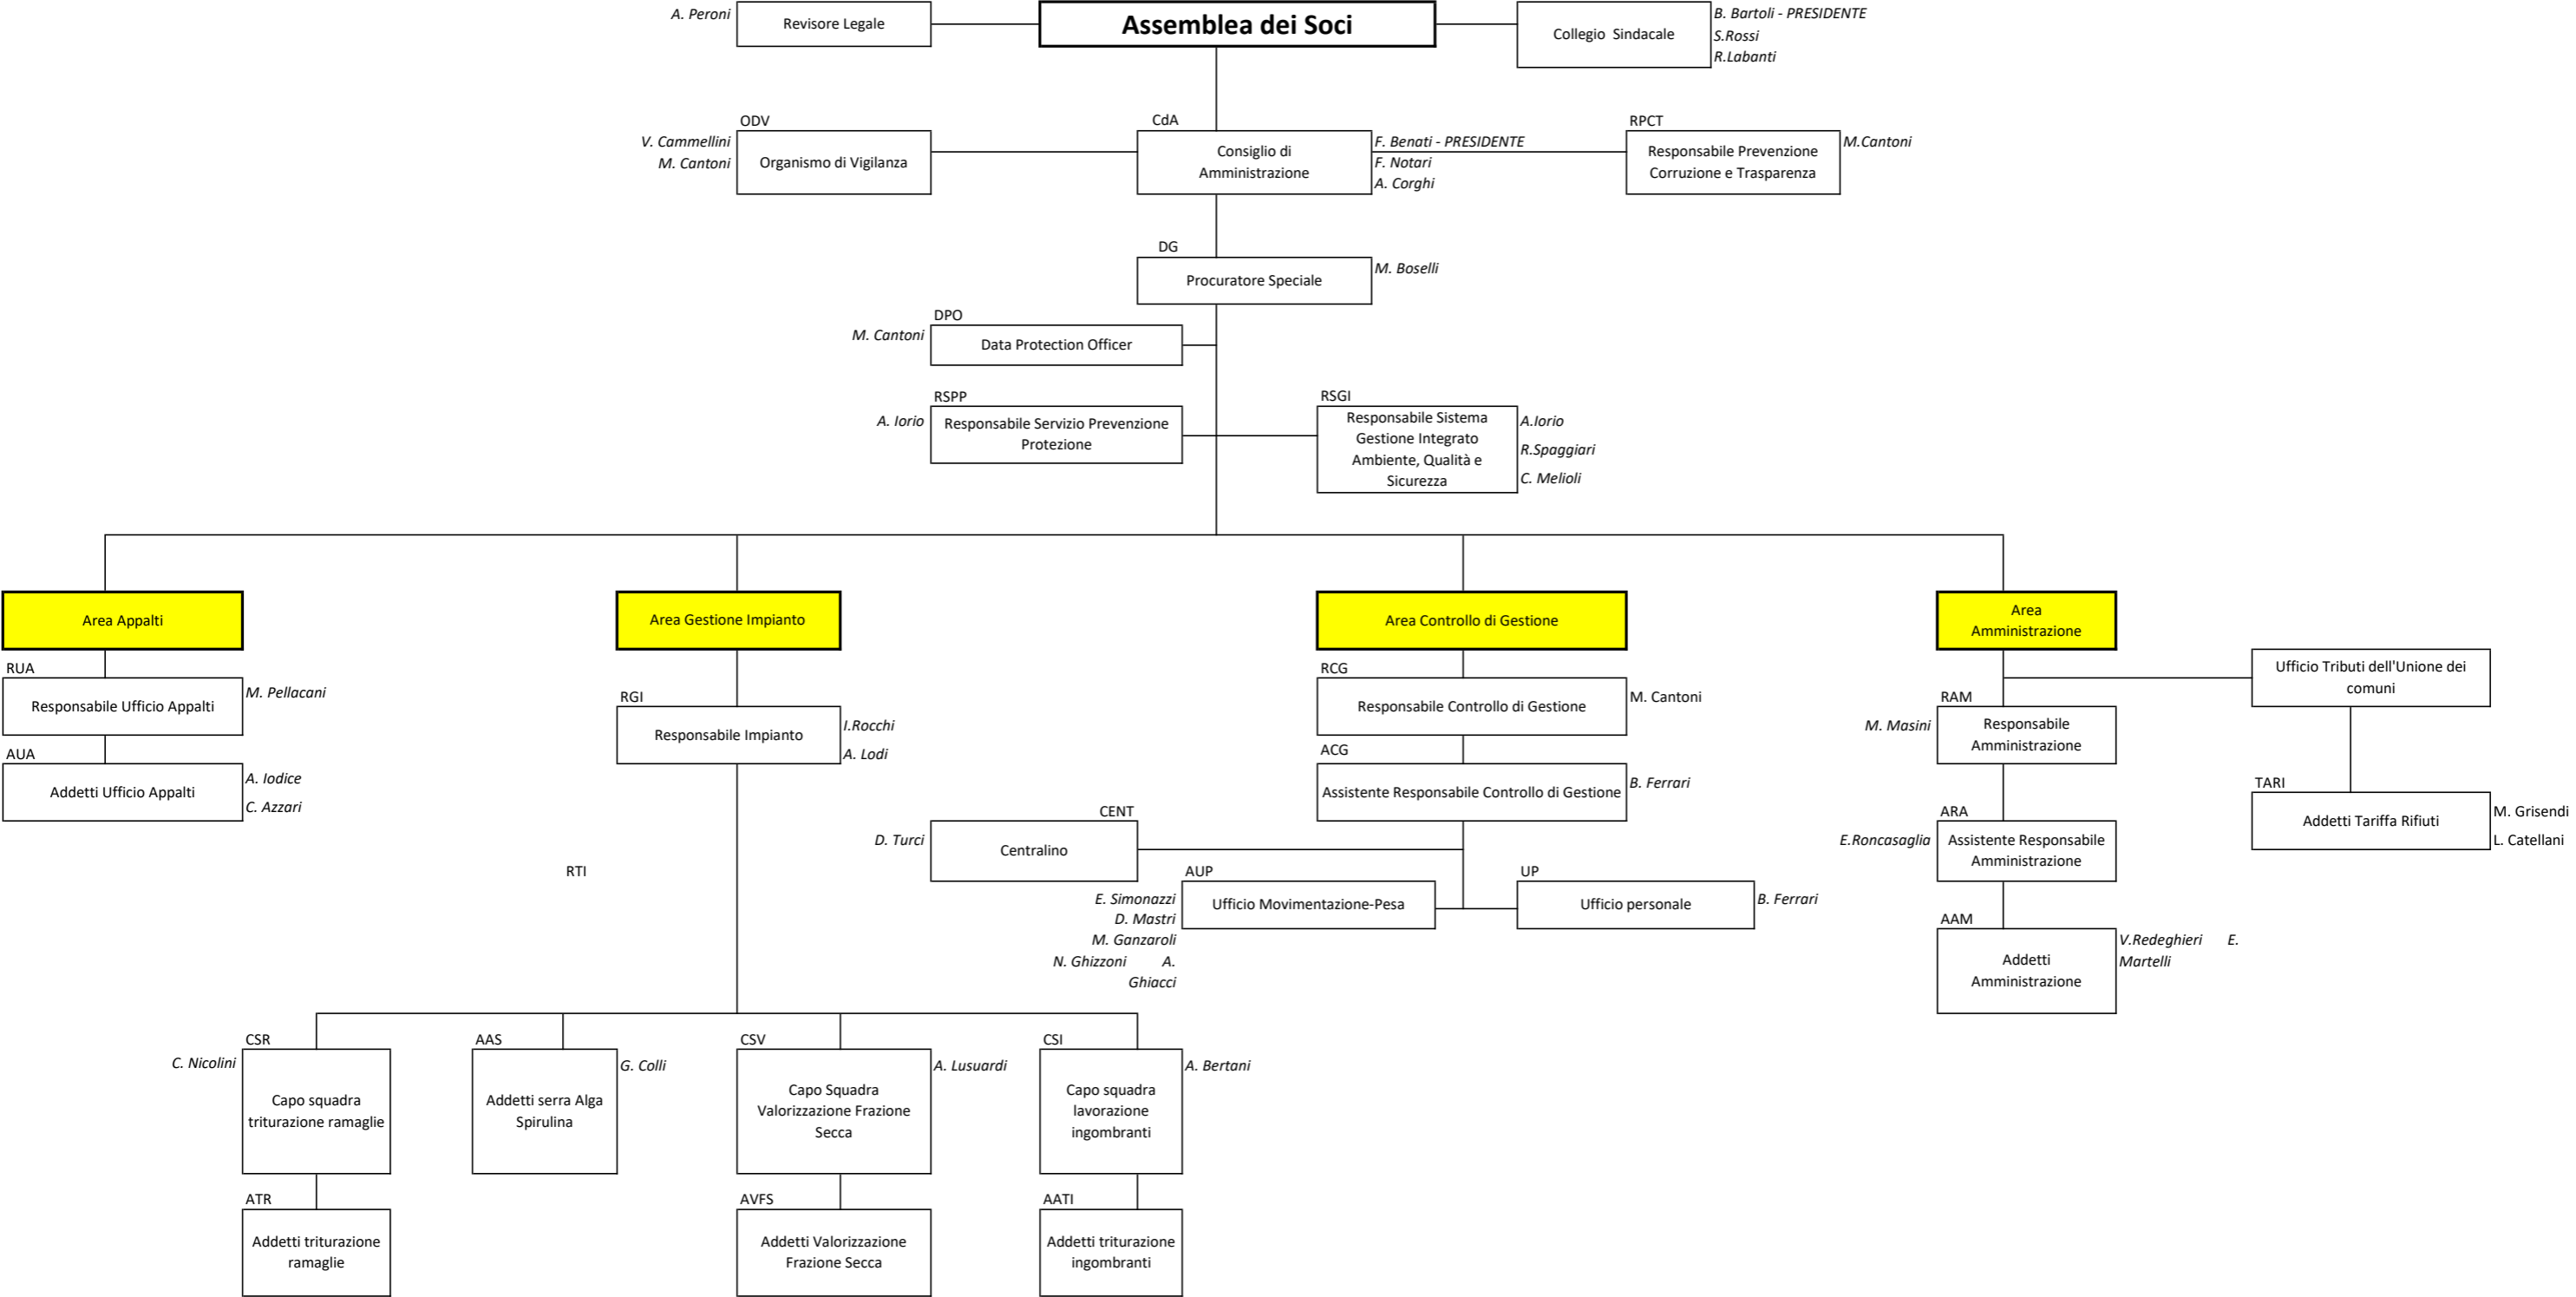 A. Peroni
Revisore Legale
Assemblea dei Soci
Collegio Sindacale
B. Bartoli - PRESIDENTE
S.Rossi
R.Labanti
ODV
V. Cammellini
M. Cantoni
Organismo di Vigilanza
CdA
Consiglio di
Amministrazione
F. Benati - PRESIDENTE
F. Notari
A. Corghi
RPCT
Responsabile Prevenzione
Corruzione e Trasparenza
M.Cantoni
DG
Procuratore Speciale
M. Boselli
DPO
M. Cantoni
Data Protection Officer
RSPP
A. Iorio
Responsabile Servizio Prevenzione
Protezione
RSGI
Responsabile Sistema
Gestione Integrato
Ambiente, Qualità e
Sicurezza
A.Iorio
R.Spaggiari
C. Melioli
Area Appalti
RUA
Responsabile Ufficio Appalti
M. Pellacani
AUA
Addetti Ufficio Appalti
A. Iodice
C. Azzari
Area Gestione Impianto
RGI
Responsabile Impianto
I.Rocchi
A. Lodi
RTI
Area Controllo di Gestione
RCG
Responsabile Controllo di Gestione
M. Cantoni
ACG
Assistente Responsabile Controllo di Gestione
B. Ferrari
CENT
D. Turci
Centralino
AUP
E. Simonazzi
D. Mastri
M. Ganzaroli
N. Ghizzoni A.
Ghiacci
Ufficio Movimentazione-Pesa
UP
Ufficio personale
B. Ferrari
Area
Amministrazione
Ufficio Tributi dell'Unione dei
comuni
RAM
M. Masini
Responsabile
Amministrazione
TARI
Addetti Tariffa Rifiuti
M. Grisendi
L. Catellani
ARA
E.Roncasaglia
Assistente Responsabile
Amministrazione
AAM
Addetti
Amministrazione
V.Redeghieri E.
Martelli
CSR
C. Nicolini
Capo squadra
triturazione ramaglie
AAS
Addetti serra Alga
Spirulina
G. Colli
CSV
Capo Squadra
Valorizzazione Frazione
Secca
A. Lusuardi
CSI
Capo squadra
lavorazione
ingombranti
A. Bertani
ATR
Addetti triturazione
ramaglie
AVFS
Addetti Valorizzazione
Frazione Secca
AATI
Addetti triturazione
ingombranti